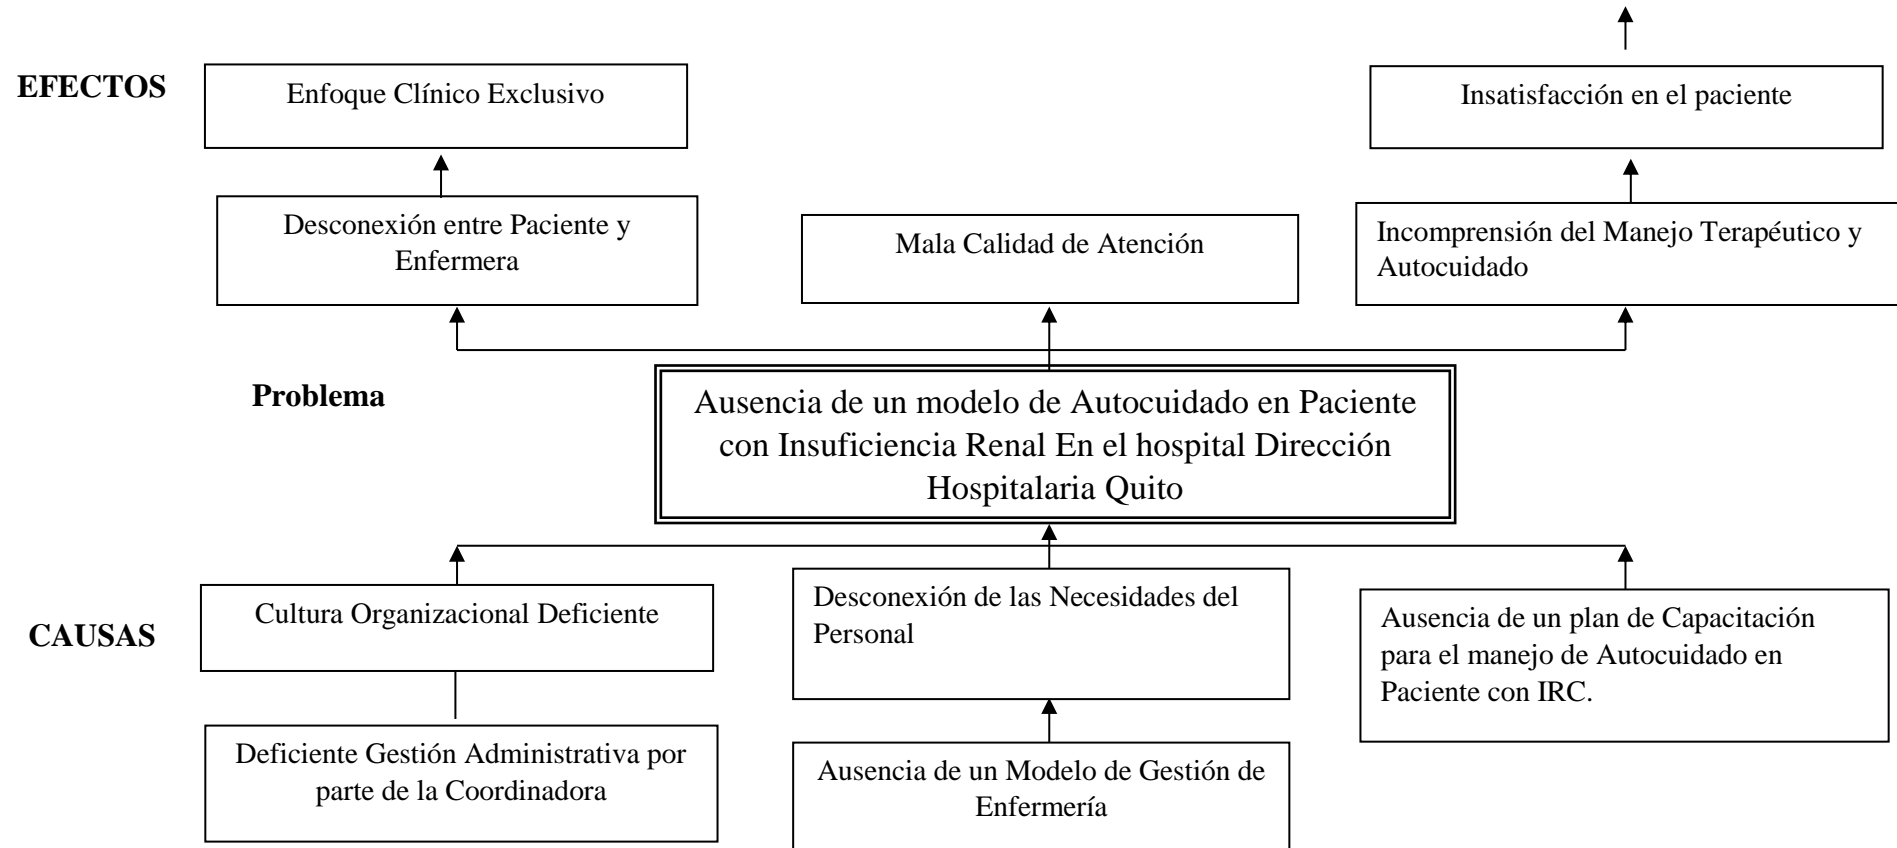 EFECTOS
Enfoque Clínico Exclusivo
Insatisfacción en el paciente
Desconexión entre Paciente y
Enfermera
Mala Calidad de Atención
Incomprensión del Manejo Terapéutico y
Autocuidado
Problema
Ausencia de un modelo de Autocuidado en Paciente
con Insuficiencia Renal En el hospital Dirección
Hospitalaria Quito
CAUSAS
Cultura Organizacional Deficiente
Desconexión de las Necesidades del
Personal
Ausencia de un plan de Capacitación
para el manejo de Autocuidado en
Paciente con IRC.
Deficiente Gestión Administrativa por
parte de la Coordinadora
Ausencia de un Modelo de Gestión de
Enfermería